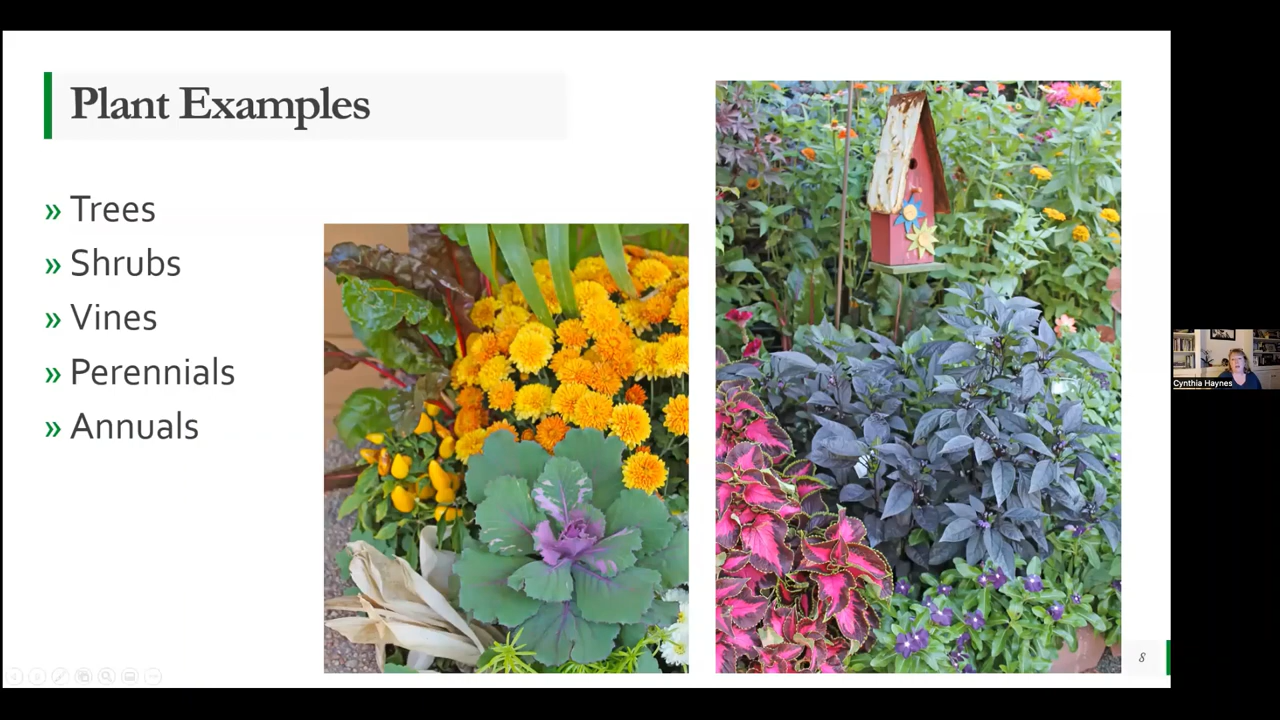 Plant Examples
» Trees
» Shrubs
» Vines
» Perennials
» Annuals
8
Cynthia Haynes